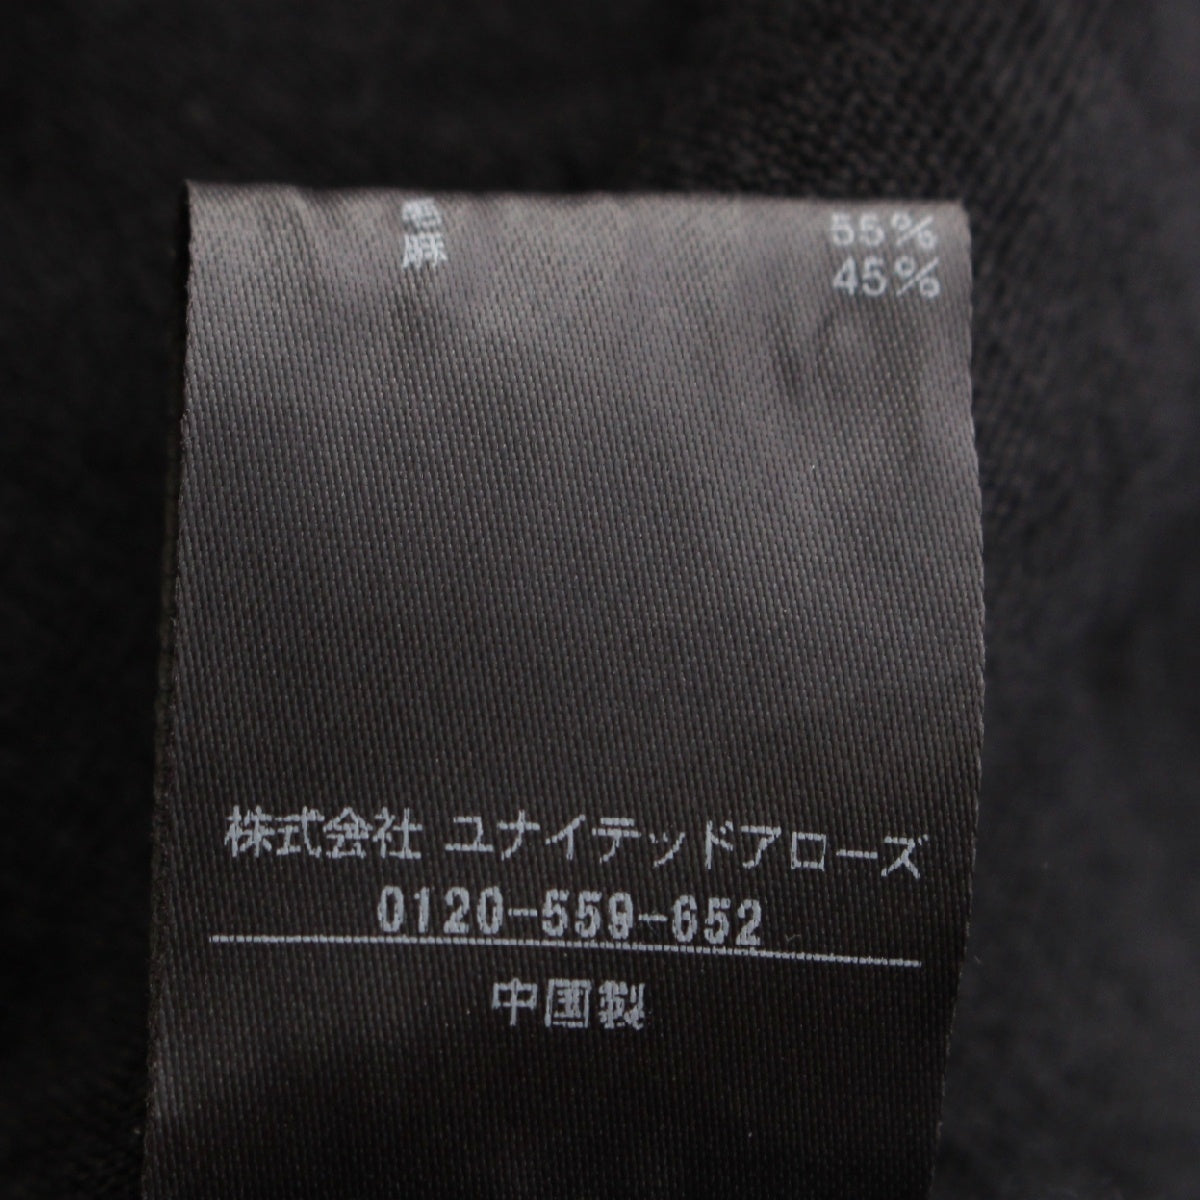 毛 55%
麻 45%
株式会社 ユナイテッドアローズ
0120-559-652
中国製